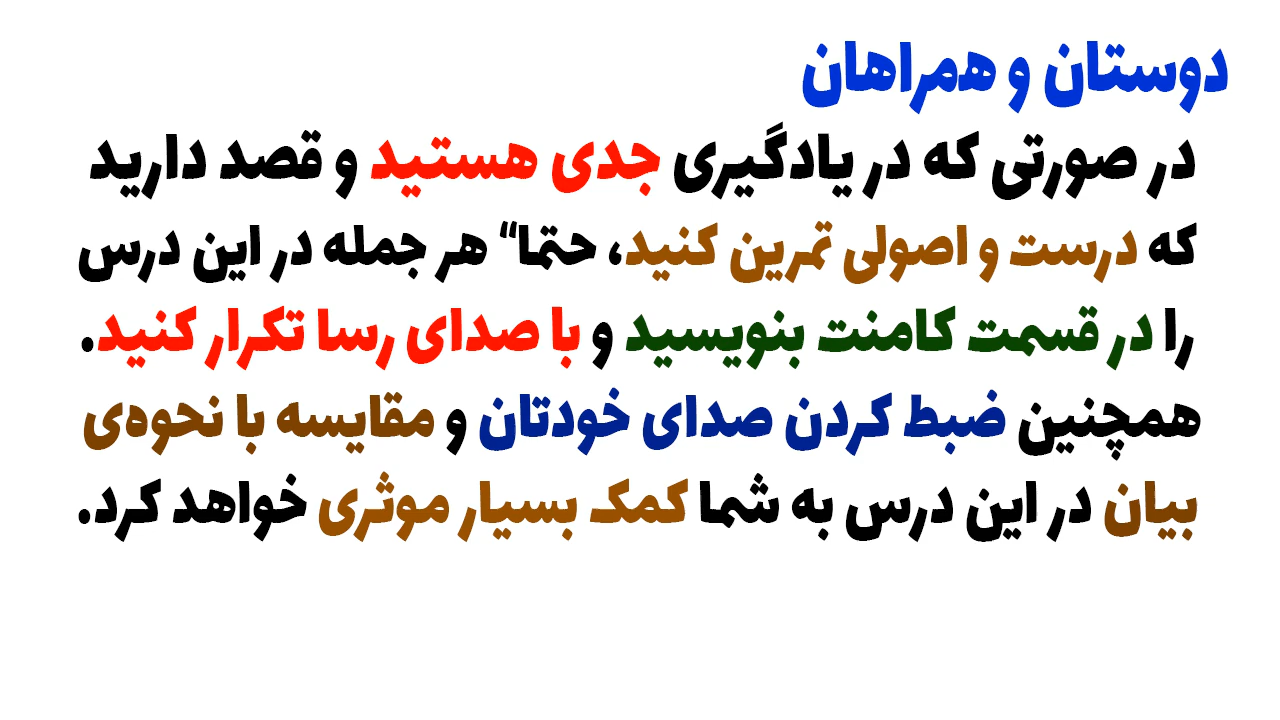 دوستان و همراهان
در صورتی که در یادگیری جدی هستید و قصد دارید
که درست و اصولی تمرین کنید، حتما“ هر جمله در این درس
را در قسمت کامنت بنویسید و با صدای رسا تکرار کنید.
همچنین ضبط کردن صدای خودتان و مقایسه با نحوه‌ی
بیان در این درس به شما کمک بسیار موثری خواهد کرد.